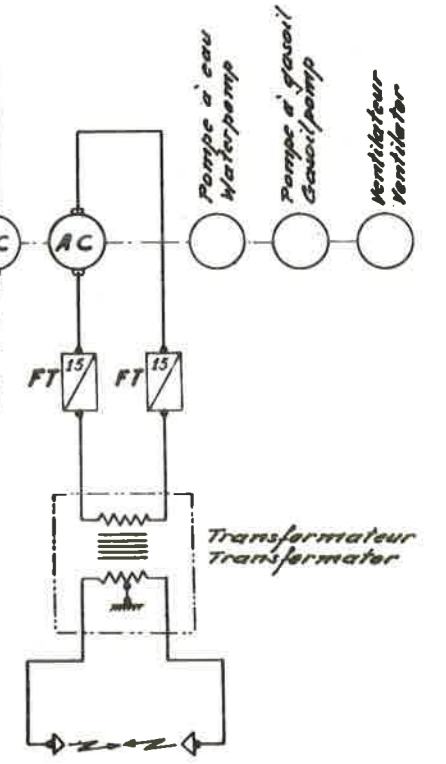 Pompe à eau
Waterpomp
Pompe à gasoil
Gasoilpomp
Ventilateur
Ventilator
C
AC
FT
15
FT
15
Transformateur
Transformator